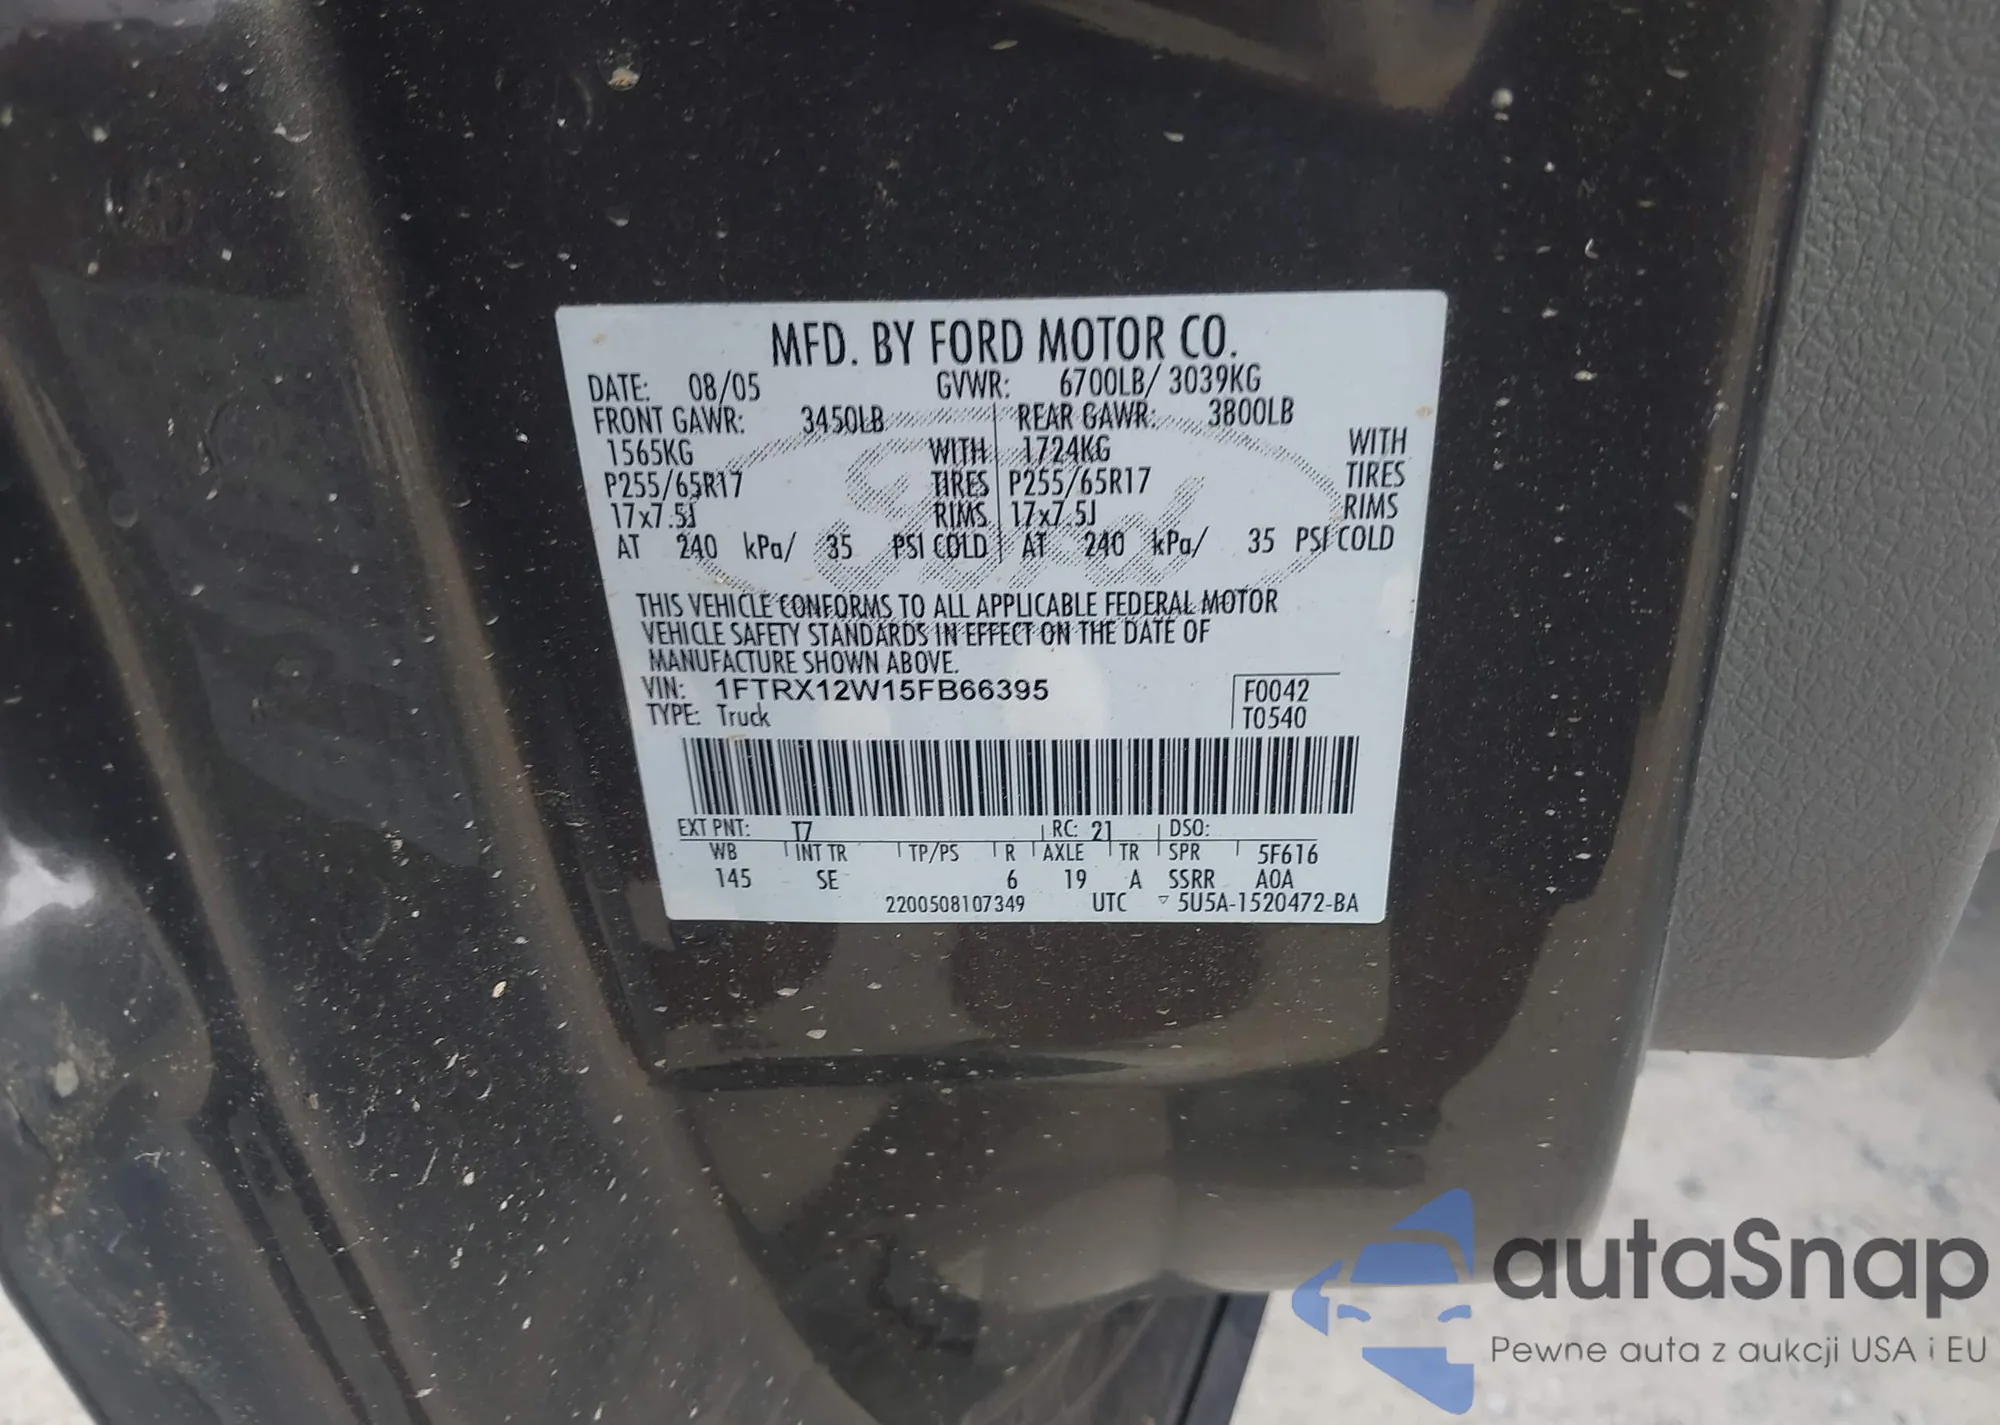 MFD. BY FORD MOTOR CO.
DATE: 08/05 GVWR: 6700LB/ 3039KG
FRONT GAWR: 3450LB REAR GAWR: 3800LB
1565KG WITH 1724KG WITH
P255/65R17 TIRES P255/65R17 TIRES
17x7.5J RIMS 17x7.5J RIMS
AT 240 kPa/ 35 PSI COLD AT 240 kPa/ 35 PSI COLD
THIS VEHICLE CONFORMS TO ALL APPLICABLE FEDERAL MOTOR
VEHICLE SAFETY STANDARDS IN EFFECT ON THE DATE OF
MANUFACTURE SHOWN ABOVE.
VIN: 1FTRX12W15FB66395 F0042
TYPE: Truck T0540
EXT PNT: T7 RC: 21 DSO:
WB INT TR TP/PS R AXLE TR SPR 5F616
145 SE 6 19 A SSRR A0A
2200508107349 UTC ▽ 5U5A-1520472-BA
autaSnap
Pewne auta z aukcji USA i EU